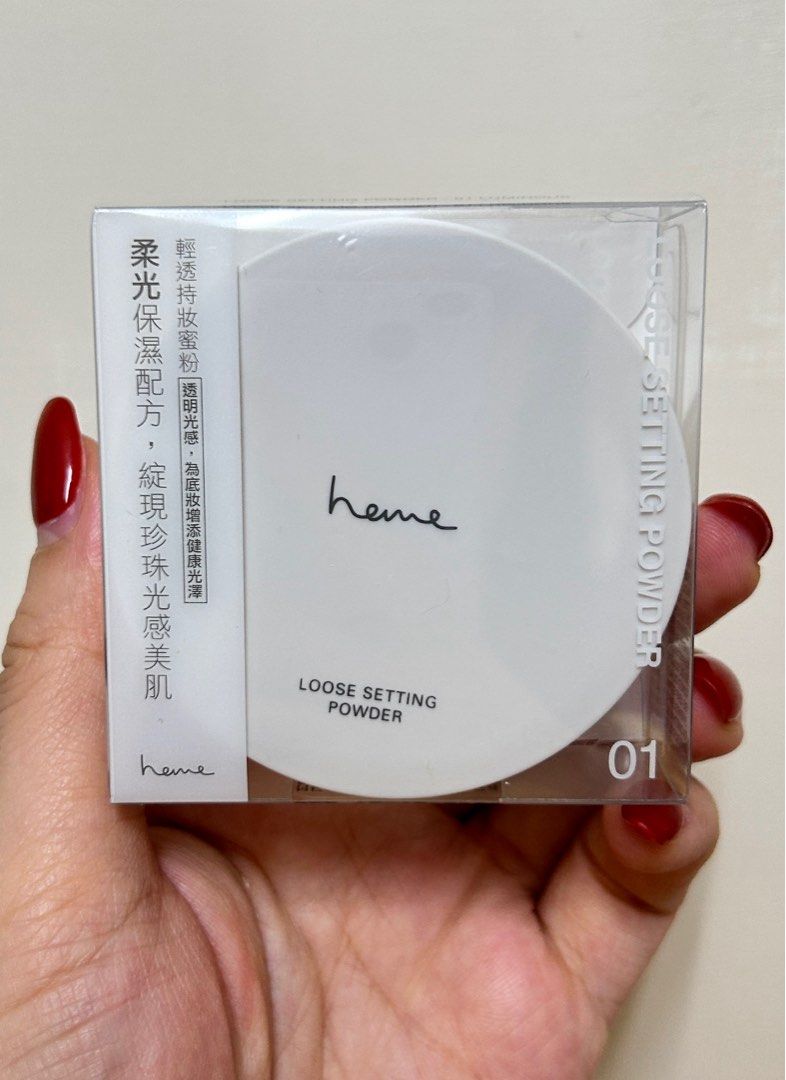 輕透持妝蜜粉
透明光感，為底妝增添健康光澤
柔光保濕配方，綻現珍珠光感美肌
heme
heme
LOOSE SETTING
POWDER
LOOSE SETTING POWDER
01